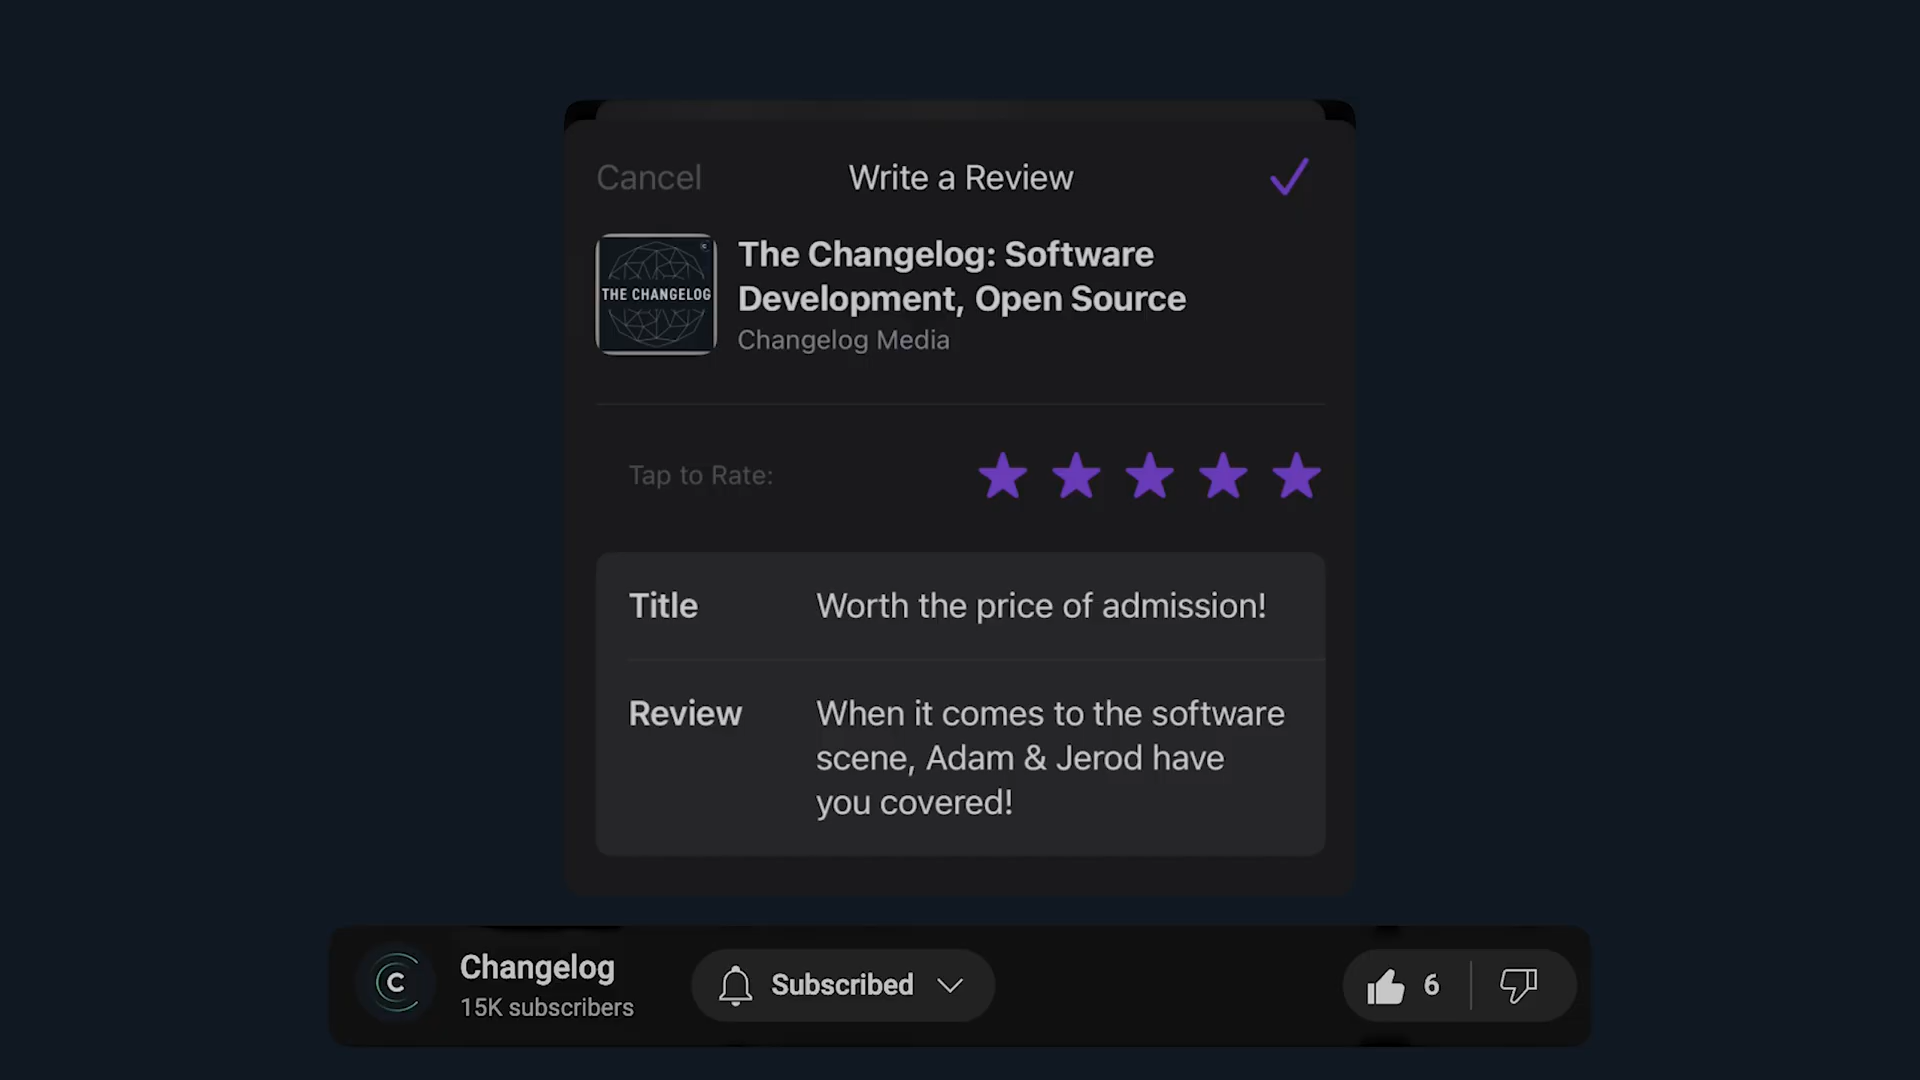 Cancel
Write a Review
THE CHANGELOG
The Changelog: Software
Development, Open Source
Changelog Media
Tap to Rate:
Title
Worth the price of admission!
Review
When it comes to the software
scene, Adam & Jerod have
you covered!
C
Changelog
15K subscribers
Subscribed
6